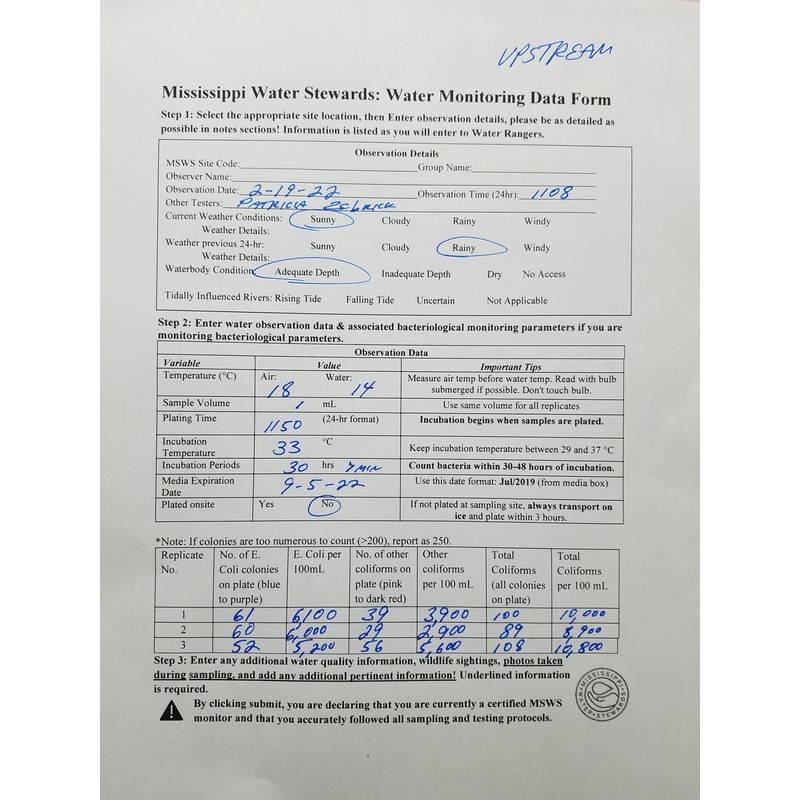 UPSTREAM
Mississippi Water Stewards: Water Monitoring Data Form
Step 1: Select the appropriate site location, then Enter observation details, please be as detailed as
possible in notes sections! Information is listed as you will enter to Water Rangers.
Observation Details
MSWS Site Code: Group Name:
Observer Name:
Observation Date: 2-19-22 Observation Time (24hr): 1108
Other Testers: PATRICIA
Current Weather Conditions: Sunny Cloudy Rainy Windy
Weather Details:
Weather previous 24-hr: Sunny Cloudy Rainy Windy
Weather Details:
Waterbody Condition Adequate Depth Inadequate Depth Dry No Access
Tidally Influenced Rivers: Rising Tide Falling Tide Uncertain Not Applicable
Step 2: Enter water observation data & associated bacteriological monitoring parameters if you are
monitoring bacteriological parameters.
Observation Data
Variable Value Important Tips
Temperature (°C) Air: 18 Water: 14 Measure air temp before water temp. Read with bulb
submerged if possible. Don't touch bulb.
Sample Volume 1 mL Use same volume for all replicates
Plating Time 1150 (24-hr format) Incubation begins when samples are plated.
Incubation
Temperature 33 °C Keep incubation temperature between 29 and 37 °C
Incubation Periods 30 hrs 7 MIN Count bacteria within 30-48 hours of incubation.
Media Expiration
Date 9-5-22 Use this date format: Jul/2019 (from media box)
Plated onsite Yes No If not plated at sampling site, always transport on
ice and plate within 3 hours.
*Note: If colonies are too numerous to count (>200), report as 250.
Replicate No. of E. E. Coli per No. of other Other Total Total
No. Coli colonies 100mL coliforms on coliforms Coliforms Coliforms
on plate (blue plate (pink per 100 mL (all colonies per 100 mL
to purple) to dark red) on plate)
1 61 6,100 39 3,900 100 10,000
2 60 6,000 29 2,900 89 8,900
3 52 5,200 56 5,600 108 10,800
Step 3: Enter any additional water quality information, wildlife sightings, photos taken
during sampling, and add any additional pertinent information! Underlined information
is required.
By clicking submit, you are declaring that you are currently a certified MSWS
monitor and that you accurately followed all sampling and testing protocols.
MISSISSIPPI
WATER STEWARDS